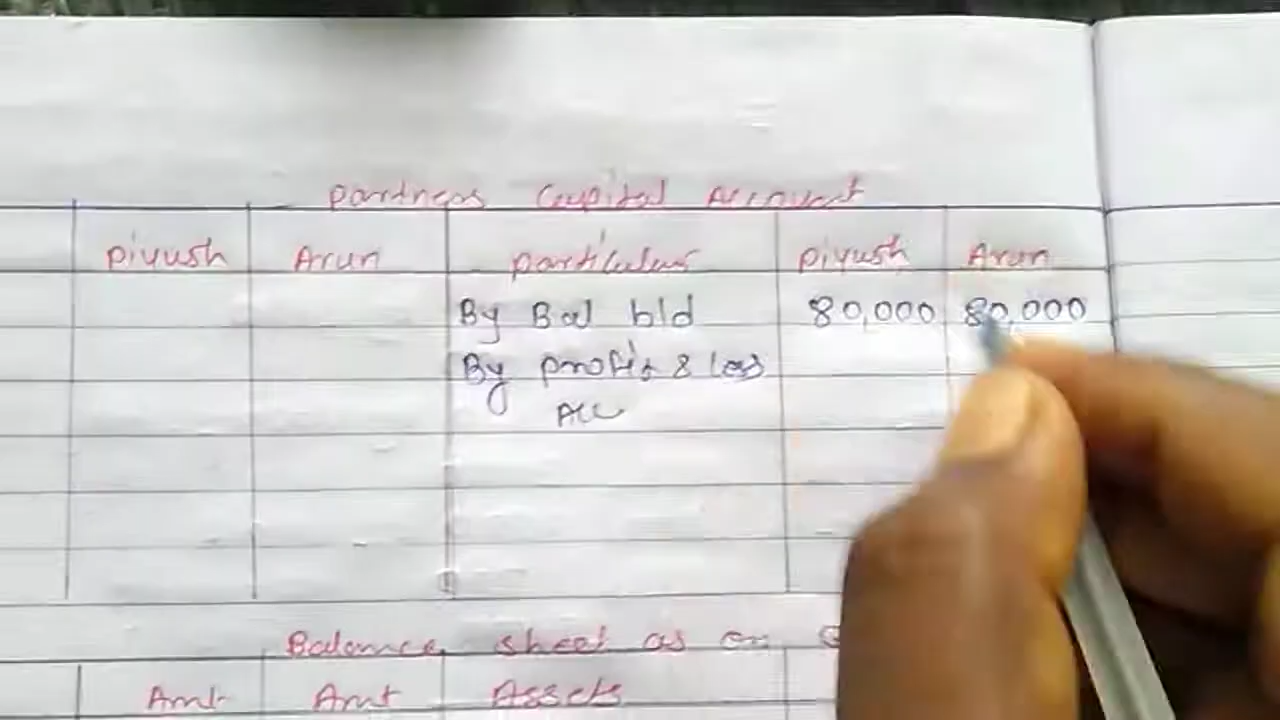 Partners Capital Account
Piyush Arun Particulars Piyush Arun
By Bal b/d 80,000 80,000
By profit & Loss
A/c
Balance sheet as on
Amt Amt Assets